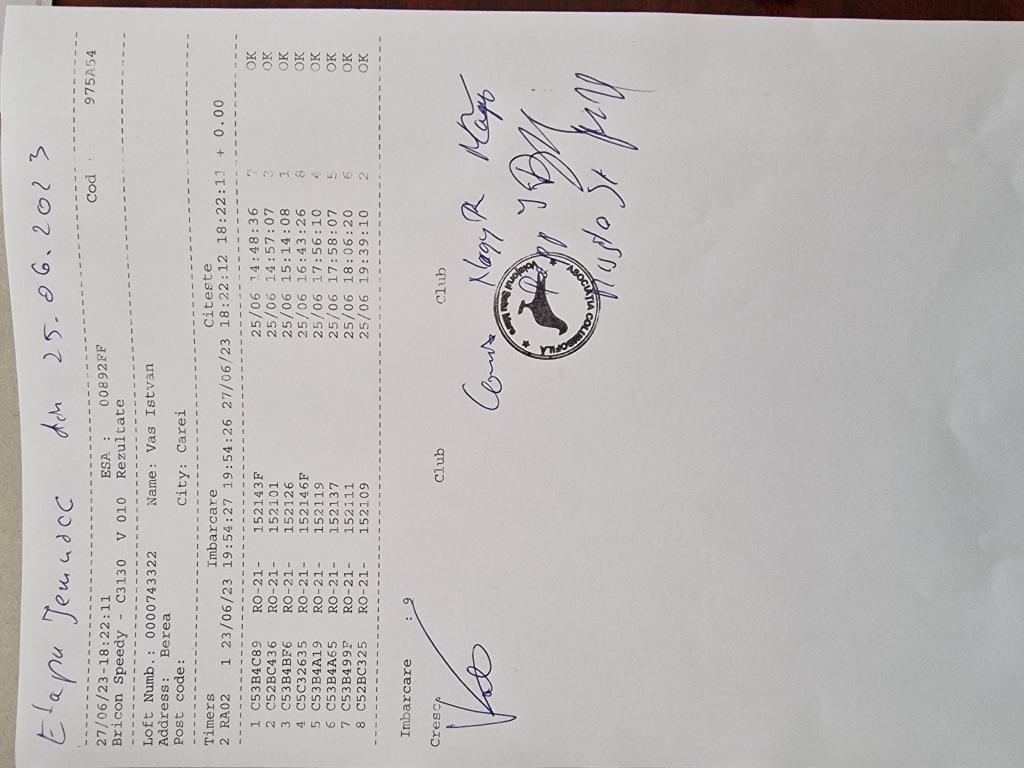 Etapa Jemnice din 25.06.2023
27/06/23-18:22:11 ESA : 00892FF Cod : 975A54
Bricon Speedy - C3130 V 010 Rezultate
Loft Numb.: 0000743322 Name: Vas Istvan
Address: Berea
Post code: City: Carei
Timers Imbarcare Citeste
2 RA02 1 23/06/23 19:54:27 19:54:26 27/06/23 18:22:12 18:22:11 + 0.00
1 C53B4C89 RO-21- 152143F 25/06 14:48:36 7 OK
2 C52BC436 RO-21- 152101 25/06 14:57:07 3 OK
3 C53B4BF6 RO-21- 152126 25/06 15:14:08 1 OK
4 C5C32635 RO-21- 152146F 25/06 16:43:26 8 OK
5 C53B4A19 RO-21- 152119 25/06 17:56:10 4 OK
6 C53B4A65 RO-21- 152137 25/06 17:58:07 5 OK
7 C53B499F RO-21- 152111 25/06 18:06:20 6 OK
8 C52BC325 RO-21- 152109 25/06 19:39:10 2 OK
Imbarcare : 9
Cresc. Club Club
Nagy
Papp
ASOCIATIA COLUMBOFILĂ